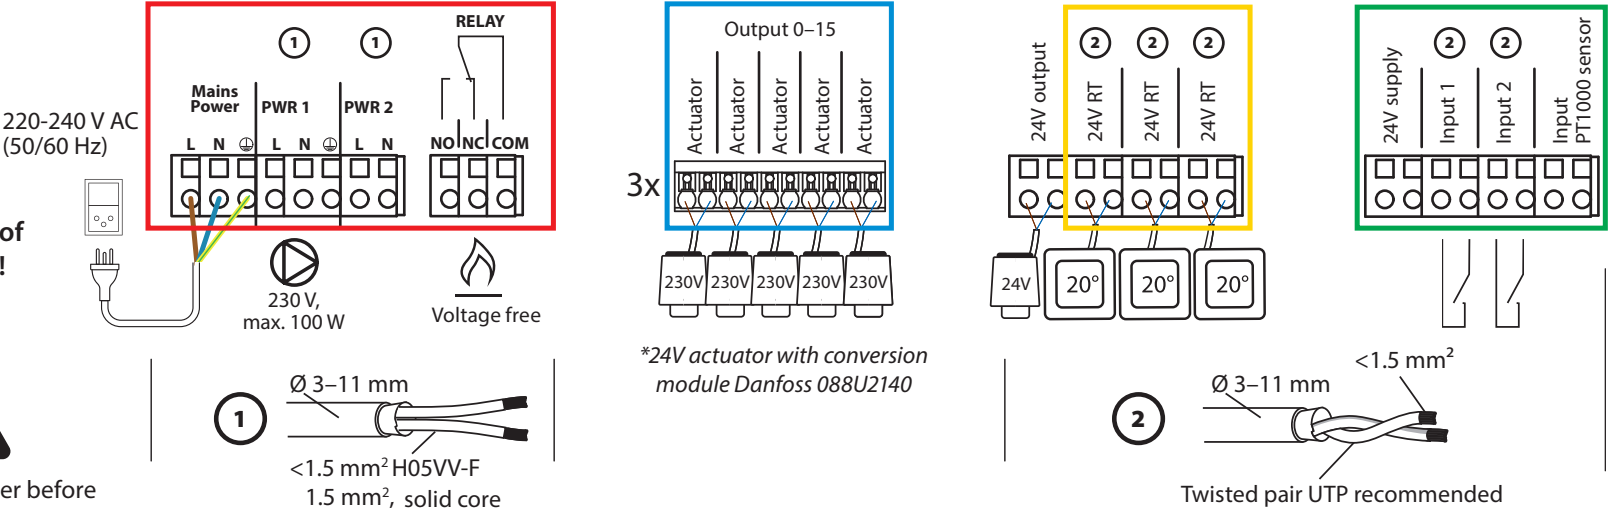 RELAY
1
1
Mains
Power
PWR 1
PWR 2
220-240 V AC
(50/60 Hz)
L N L N L N
NO NC COM
of
!
230 V,
max. 100 W
Voltage free
Output 0–15
Actuator
Actuator
Actuator
Actuator
Actuator
3x
230V 230V 230V 230V 230V
*24V actuator with conversion
module Danfoss 088U2140
2
2
2
24V output
24V RT
24V RT
24V RT
24V
20° 20° 20°
2
2
24V supply
Input 1
Input 2
Input
PT1000 sensor
1
Ø 3–11 mm
<1.5 mm² H05VV-F
1.5 mm², solid core
er before
2
Ø 3–11 mm
<1.5 mm²
Twisted pair UTP recommended